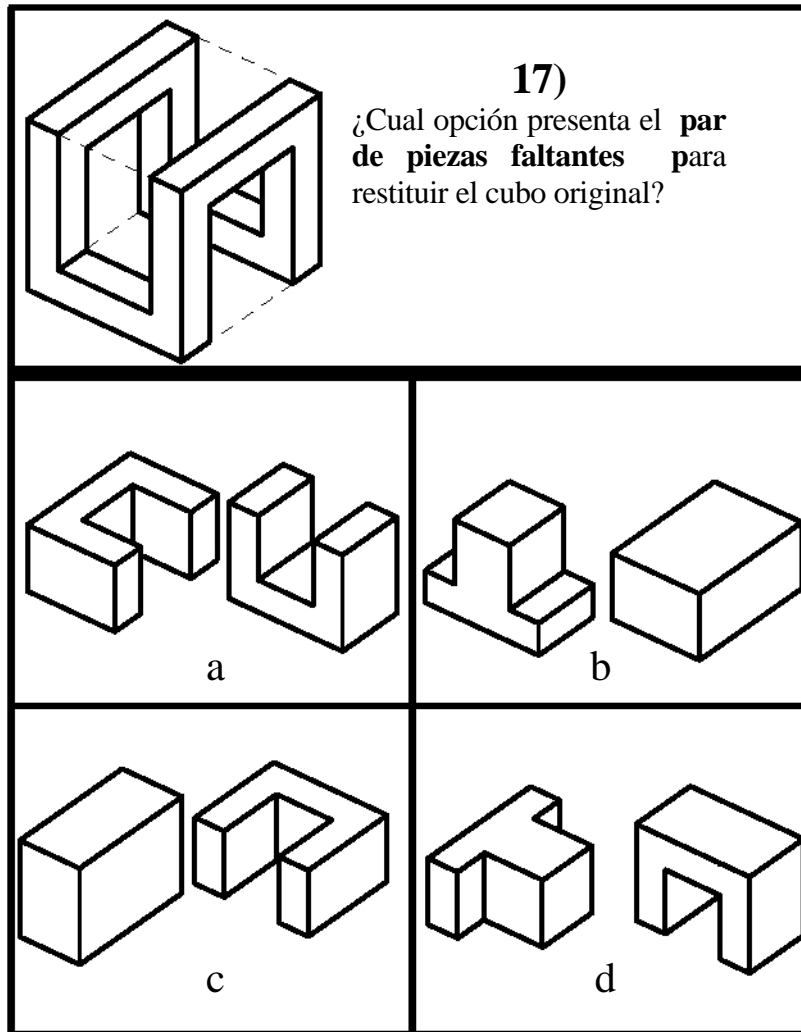 17)
¿Cual opción presenta el par
de piezas faltantes para
restituir el cubo original?
a
b
c
d